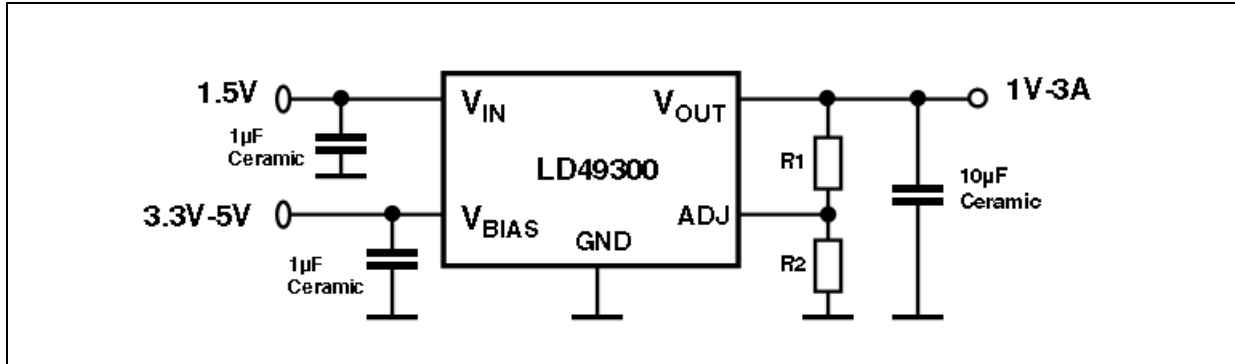 1.5V
1µF
Ceramic
3.3V-5V
1µF
Ceramic
VIN
VBIAS
LD49300
GND
VOUT
ADJ
R1
R2
10µF
Ceramic
1V-3A